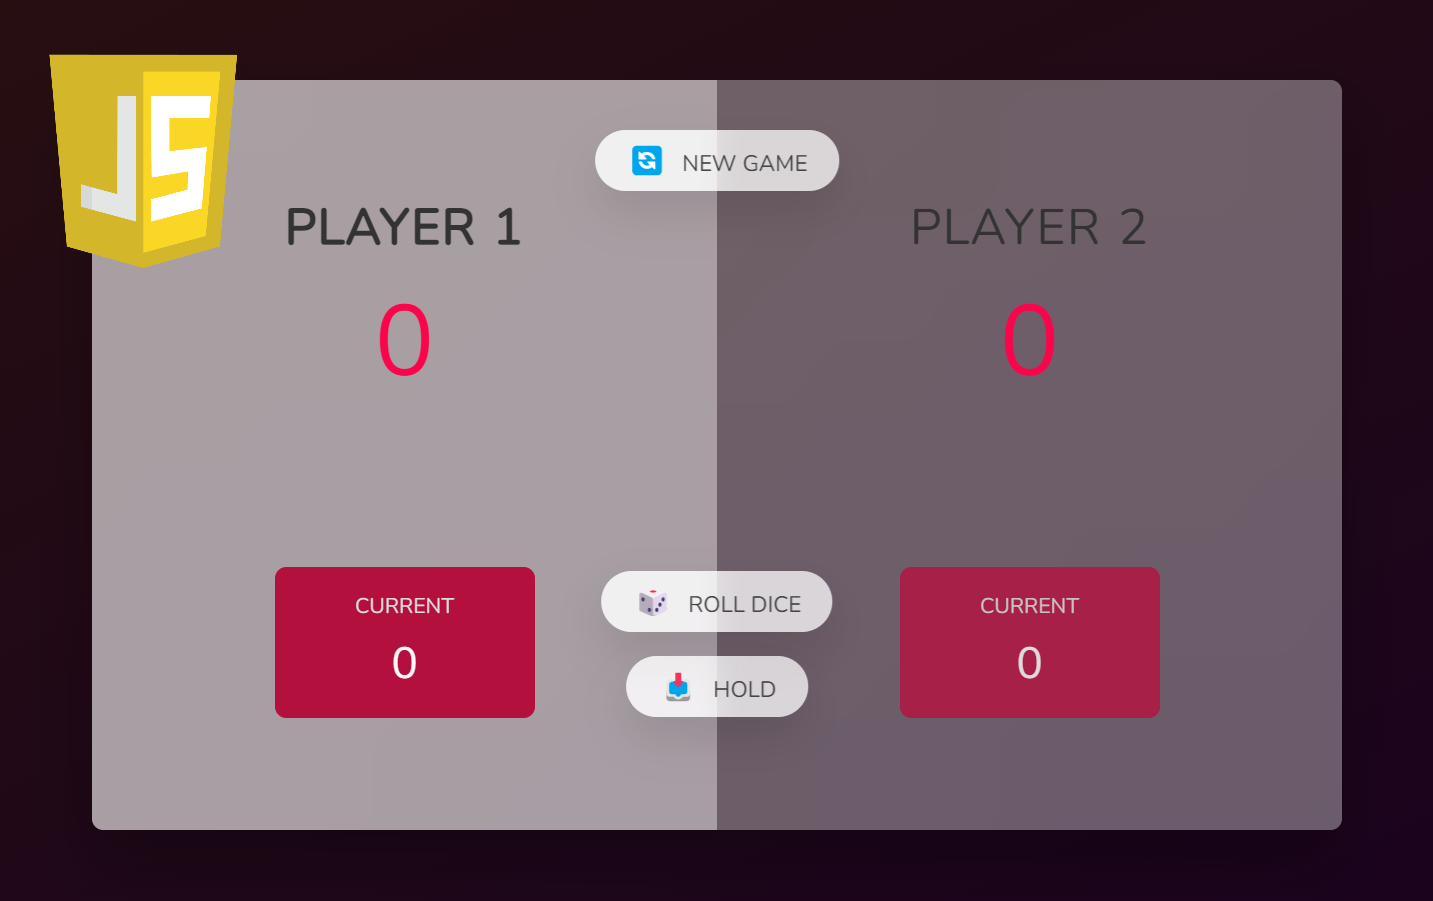 JS
NEW GAME
PLAYER 1
PLAYER 2
0
0
CURRENT
0
ROLL DICE
HOLD
CURRENT
0